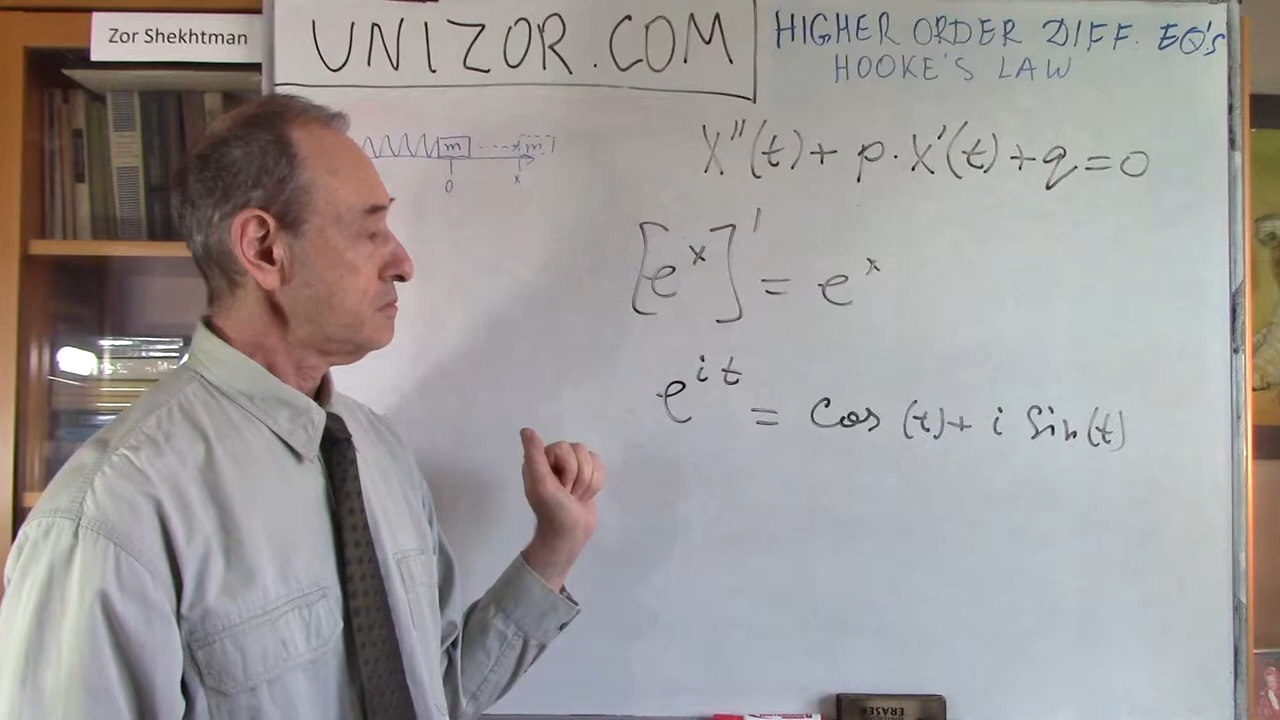 Zor Shekhtman
UNIZOR.COM
HIGHER ORDER DIFF. EQ'S
HOOKE'S LAW
m m
0 x
X''(t) + p·X'(t) + q = 0
[e^x]' = e^x
e^{it} = Cos(t) + i Sin(t)
ERASER